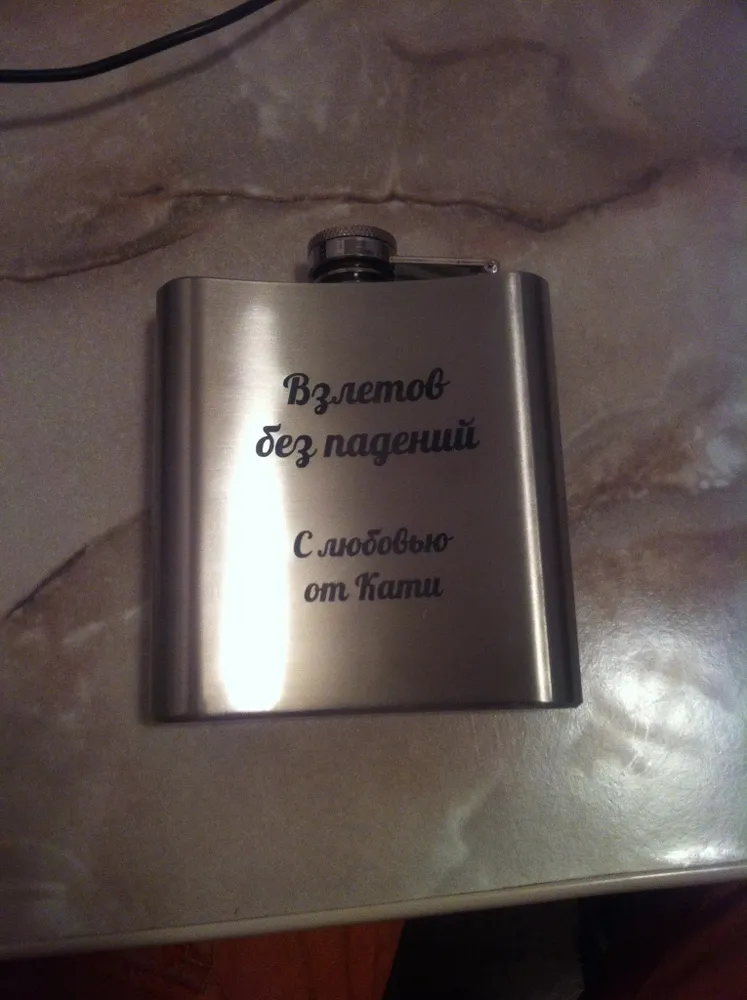 Взлетов
без падений
С любовью
от Кати